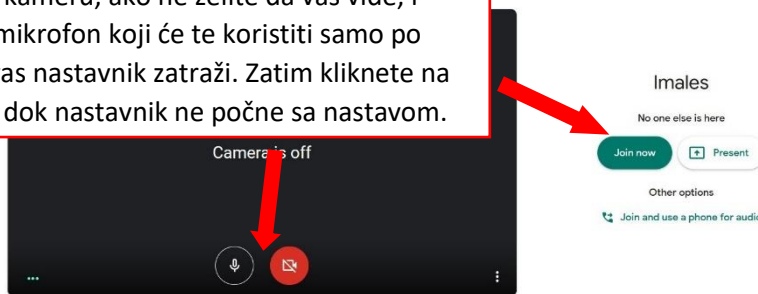 kamera, ako ne želite da vas vide, i
mikrofon koji će te koristiti samo po
nastavnik zatraži. Zatim kliknete na
dok nastavnik ne počne sa nastavom.
Camera is off
Imales
No one else is here
Join now
Present
Other options
Join and use a phone for audio